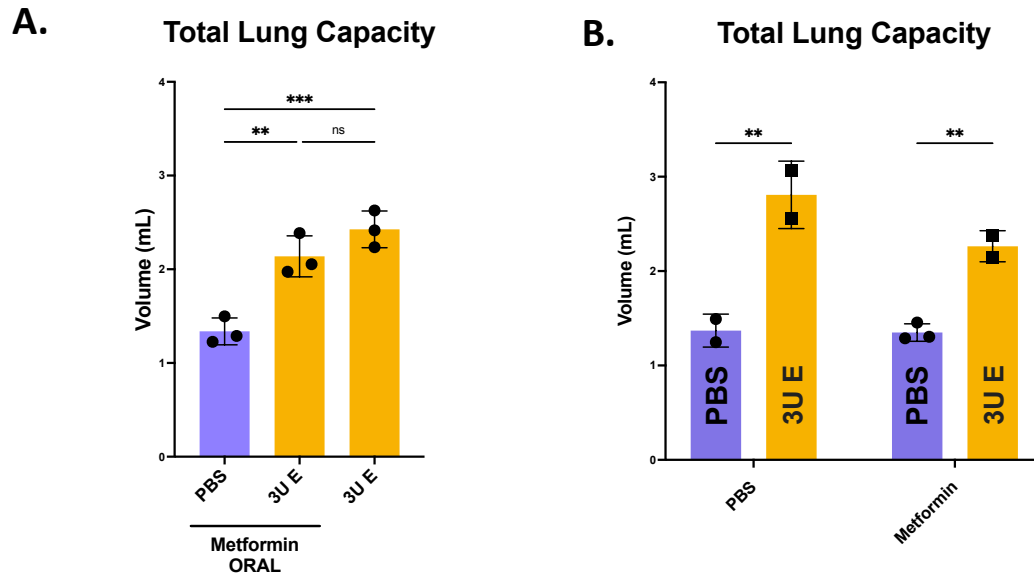 A.
Total Lung Capacity
Volume (mL)
4
3
2
1
0
***
**
ns
PBS
3U E
3U E
Metformin
ORAL
B.
Total Lung Capacity
Volume (mL)
4
3
2
1
0
**
**
PBS
3U E
PBS
3U E
PBS
Metformin